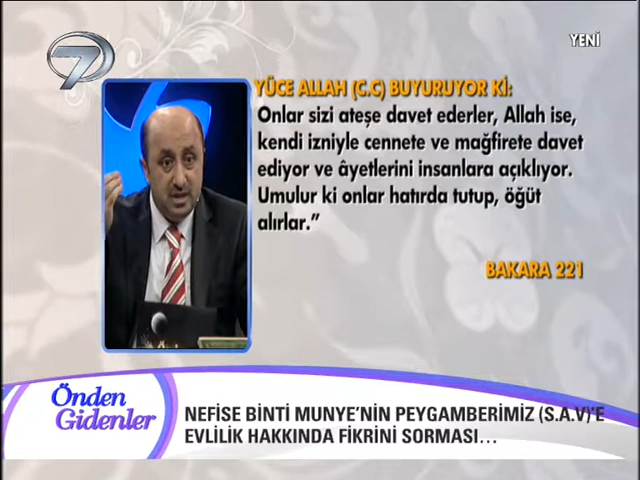 7
YENİ
YÜCE ALLAH (C.C) BUYURUYOR Kİ:
Onlar sizi ateşe davet ederler, Allah ise,
kendi izniyle cennete ve mağfirete davet
ediyor ve âyetlerini insanlara açıklıyor.
Umulur ki onlar hatırda tutup, öğüt
alırlar.”
BAKARA 221
Önden
Gidenler
NEFİSE BİNTİ MUNYE’NİN PEYGAMBERİMİZ (S.A.V)’E
EVLİLİK HAKKINDA FİKRİNİ SORMASI...